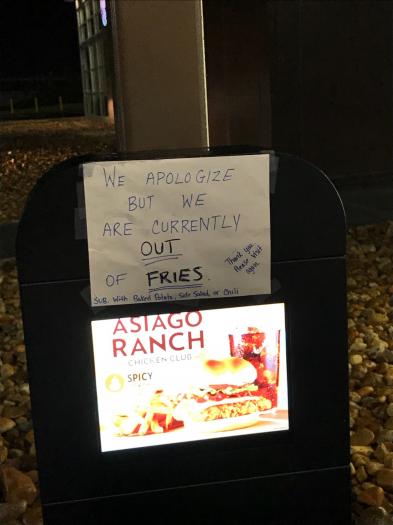 WE APOLOGIZE
BUT WE
ARE CURRENTLY
OUT
OF FRIES.
Thank You
Please Visit
Again
SUB. With Baked Potato, Side Salad, or Chili
ASIAGO
RANCH
CHICKEN CLUB
SPICY